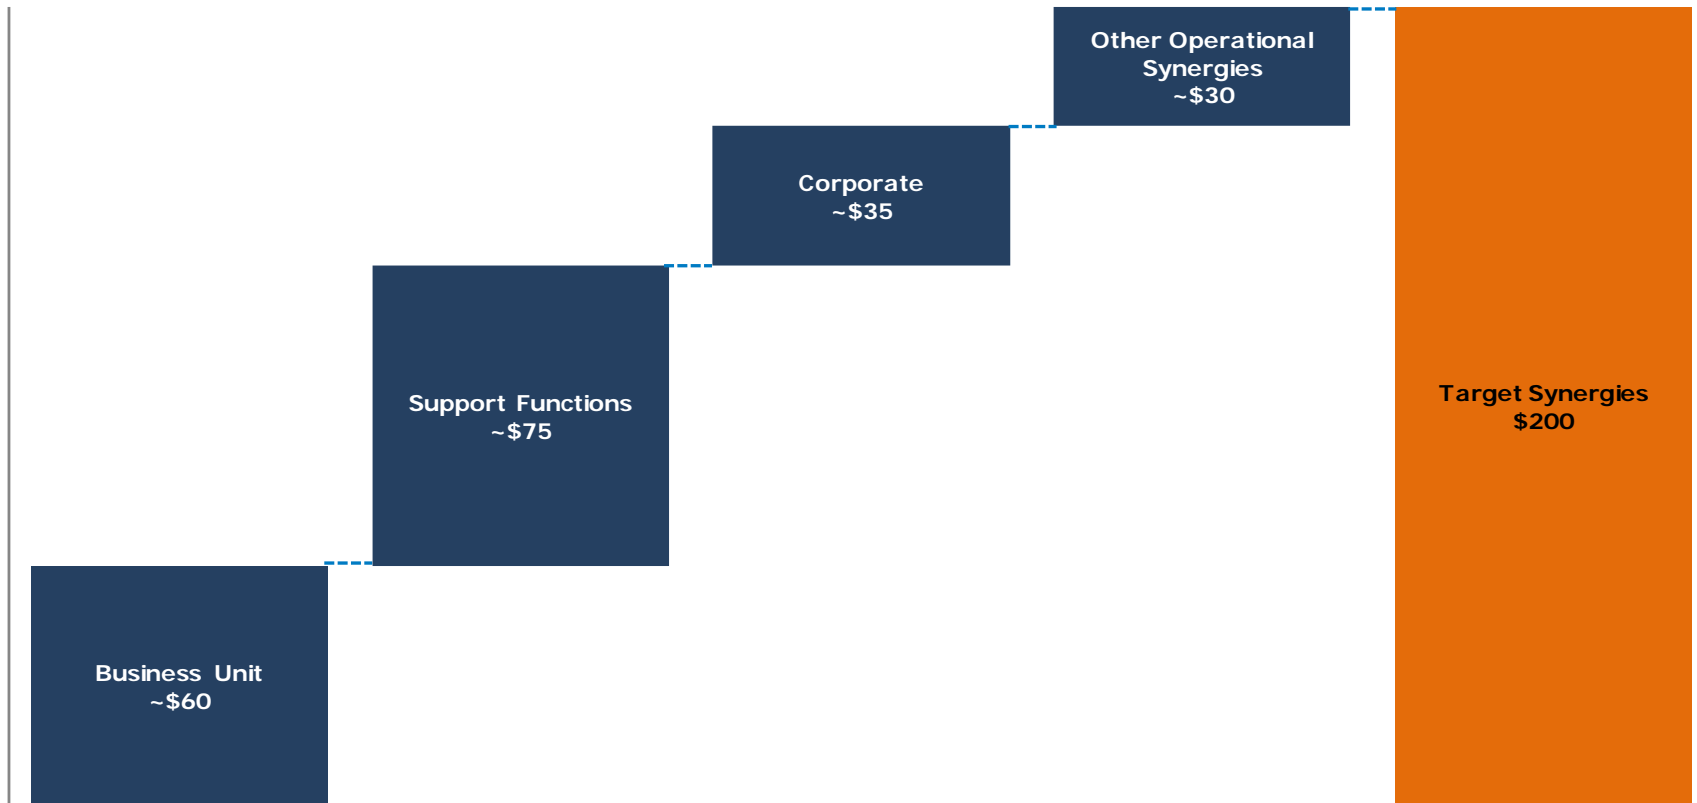 Business Unit
~$60
Support Functions
~$75
Corporate
~$35
Other Operational
Synergies
~$30
Target Synergies
$200